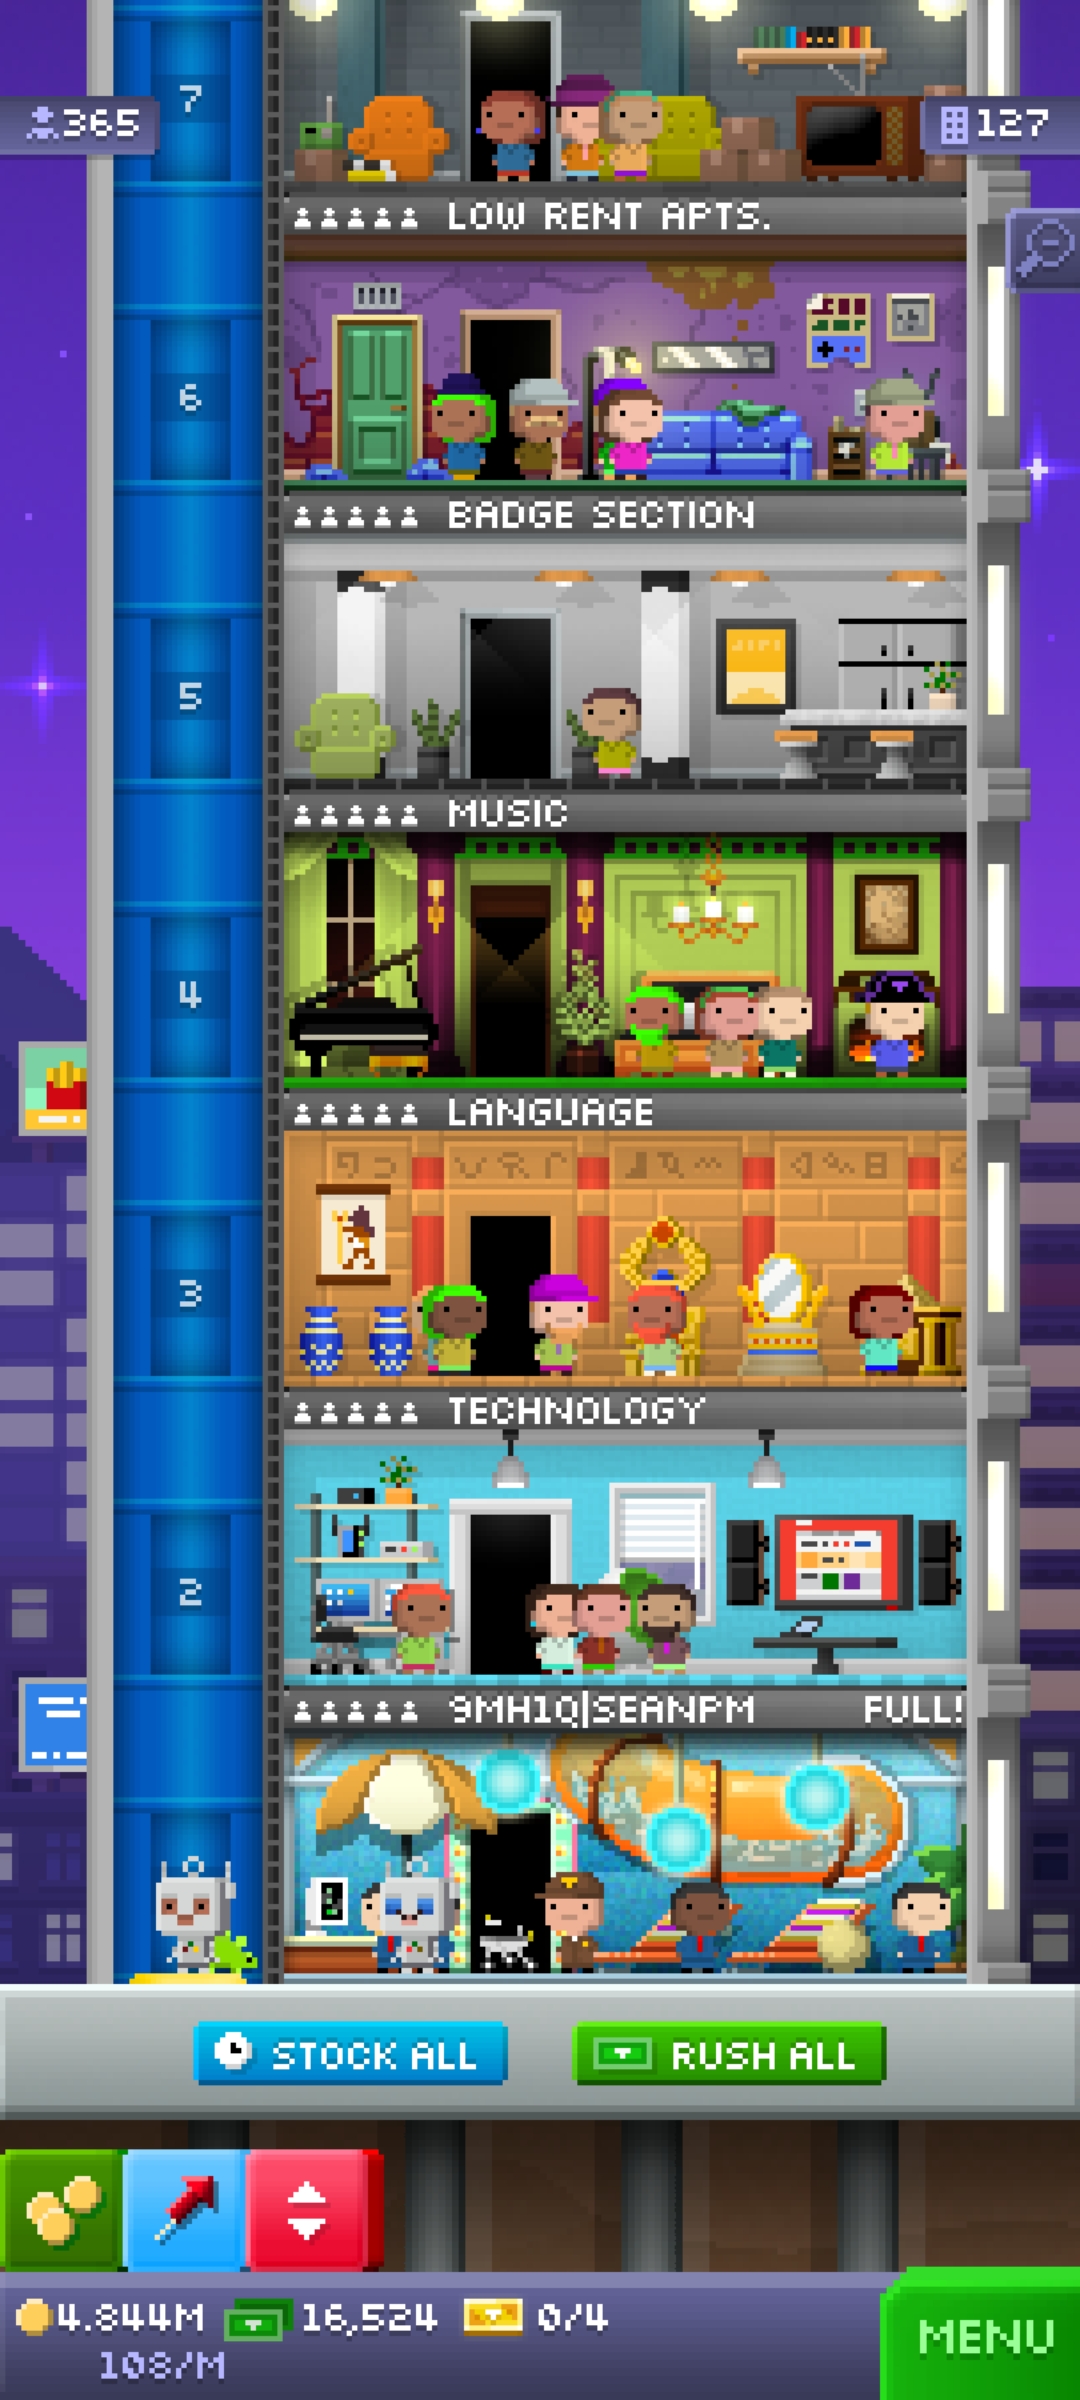 7
365
127
LOW RENT APTS.
6
BADGE SECTION
5
MUSIC
4
LANGUAGE
3
TECHNOLOGY
2
9MH1Q|SEANPM FULL!
STOCK ALL
RUSH ALL
4.844M 16,524 0/4
108/M
MENU